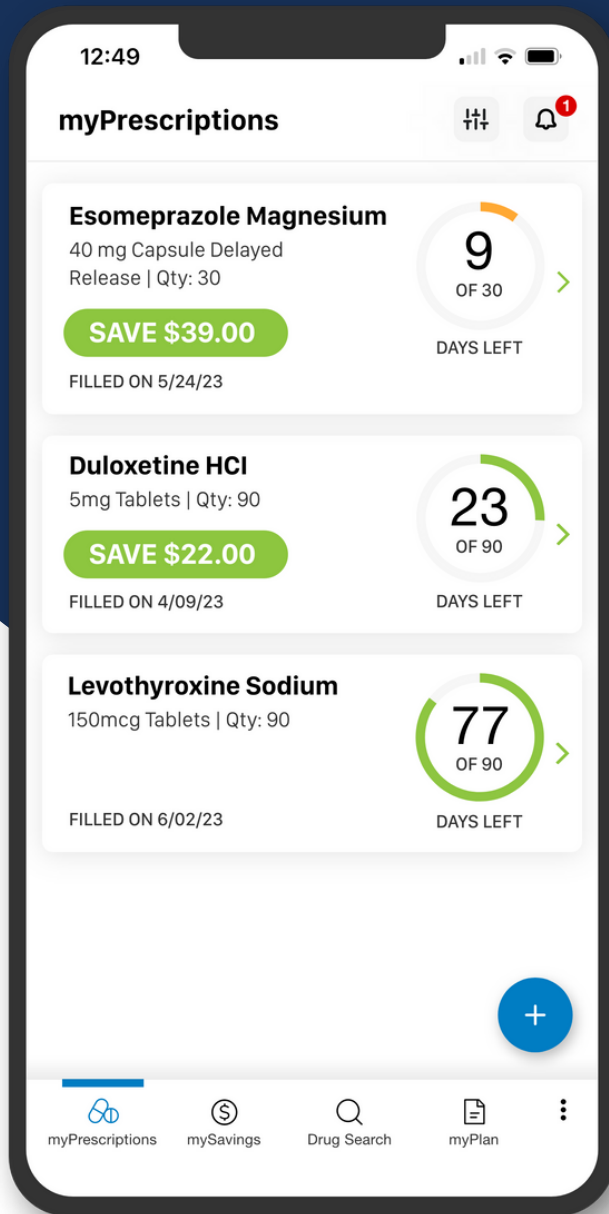 12:49
myPrescriptions
1
Esomeprazole Magnesium
40 mg Capsule Delayed
Release | Qty: 30
SAVE $39.00
FILLED ON 5/24/23
9
OF 30
DAYS LEFT
Duloxetine HCl
5mg Tablets | Qty: 90
SAVE $22.00
FILLED ON 4/09/23
23
OF 90
DAYS LEFT
Levothyroxine Sodium
150mcg Tablets | Qty: 90
FILLED ON 6/02/23
77
OF 90
DAYS LEFT
+
myPrescriptions
mySavings
Drug Search
myPlan